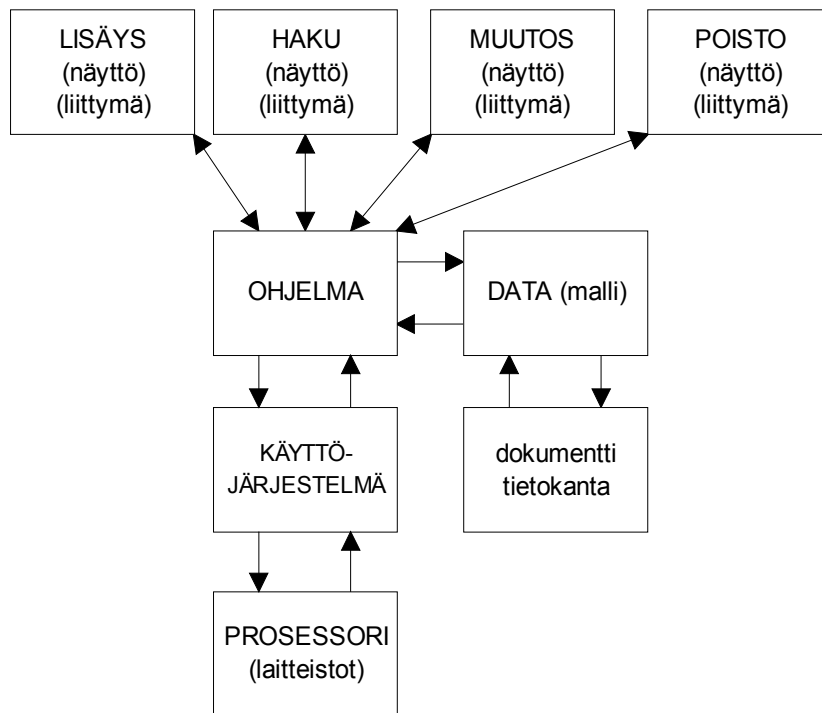 LISÄYS
(näyttö)
(liittymä)
HAKU
(näyttö)
(liittymä)
MUUTOS
(näyttö)
(liittymä)
POISTO
(näyttö)
(liittymä)
OHJELMA
DATA (malli)
KÄYTTÖ-
JÄRJESTELMÄ
dokumentti
tietokanta
PROSESSORI
(laitteistot)